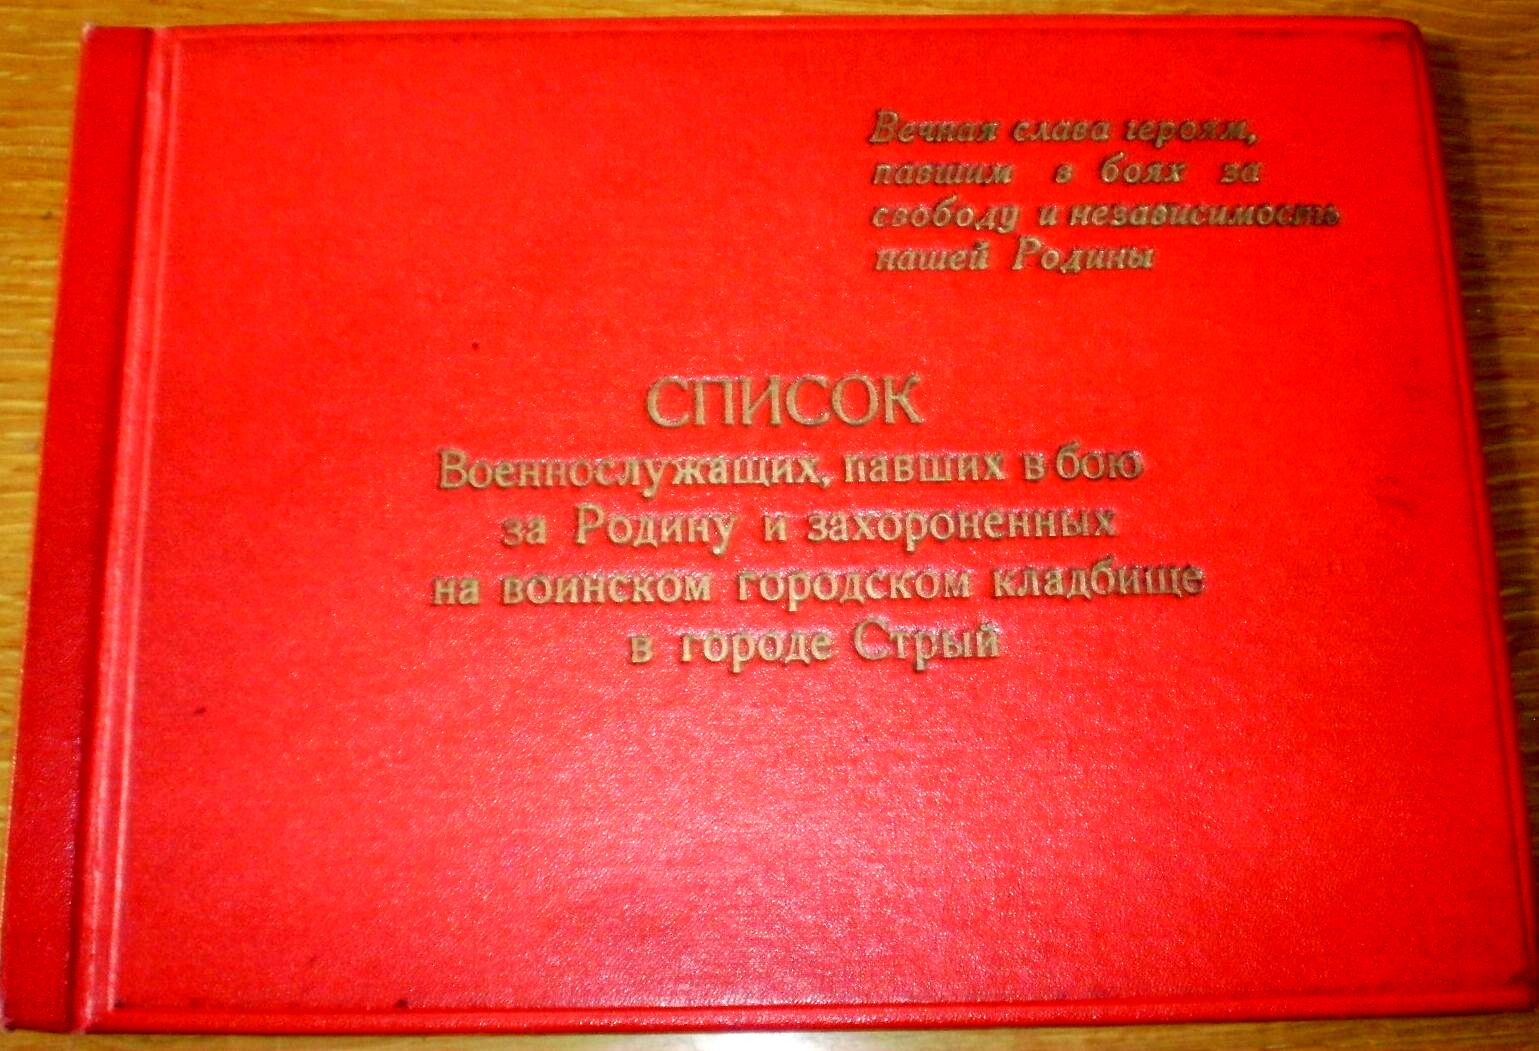 Вечная слава героям,
павшим в боях за
свободу и независимость
нашей Родины
СПИСОК
Военнослужащих, павших в бою
за Родину и захороненных
на воинском городском кладбище
в городе Стрый